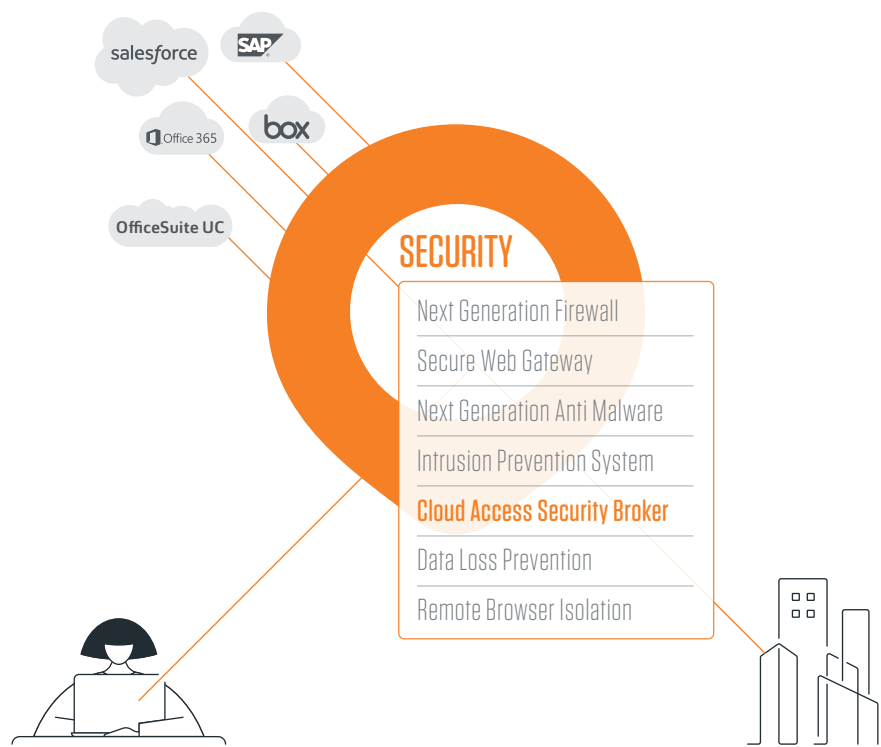 salesforce
SAP
Office 365
box
OfficeSuite UC
SECURITY
Next Generation Firewall
Secure Web Gateway
Next Generation Anti Malware
Intrusion Prevention System
Cloud Access Security Broker
Data Loss Prevention
Remote Browser Isolation